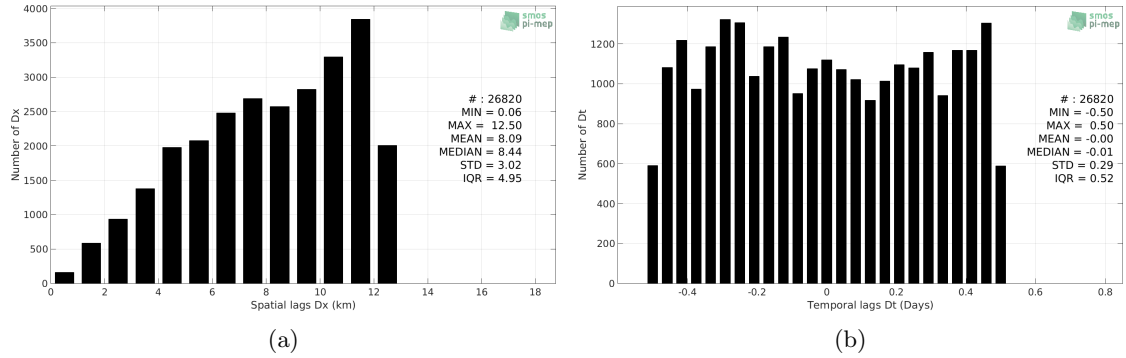 4000
3500
3000
2500
2000
1500
1000
500
0
Number of Dx
0 2 4 6 8 10 12 14 16 18
Spatial lags Dx (km)
smos
pi-mep
# : 26820
MIN = 0.06
MAX = 12.50
MEAN = 8.09
MEDIAN = 8.44
STD = 3.02
IQR = 4.95
(a)
1200
1000
800
600
400
200
0
Number of Dt
-0.4 -0.2 0 0.2 0.4 0.6 0.8
Temporal lags Dt (Days)
smos
pi-mep
# : 26820
MIN = -0.50
MAX = 0.50
MEAN = -0.00
MEDIAN = -0.01
STD = 0.29
IQR = 0.52
(b)